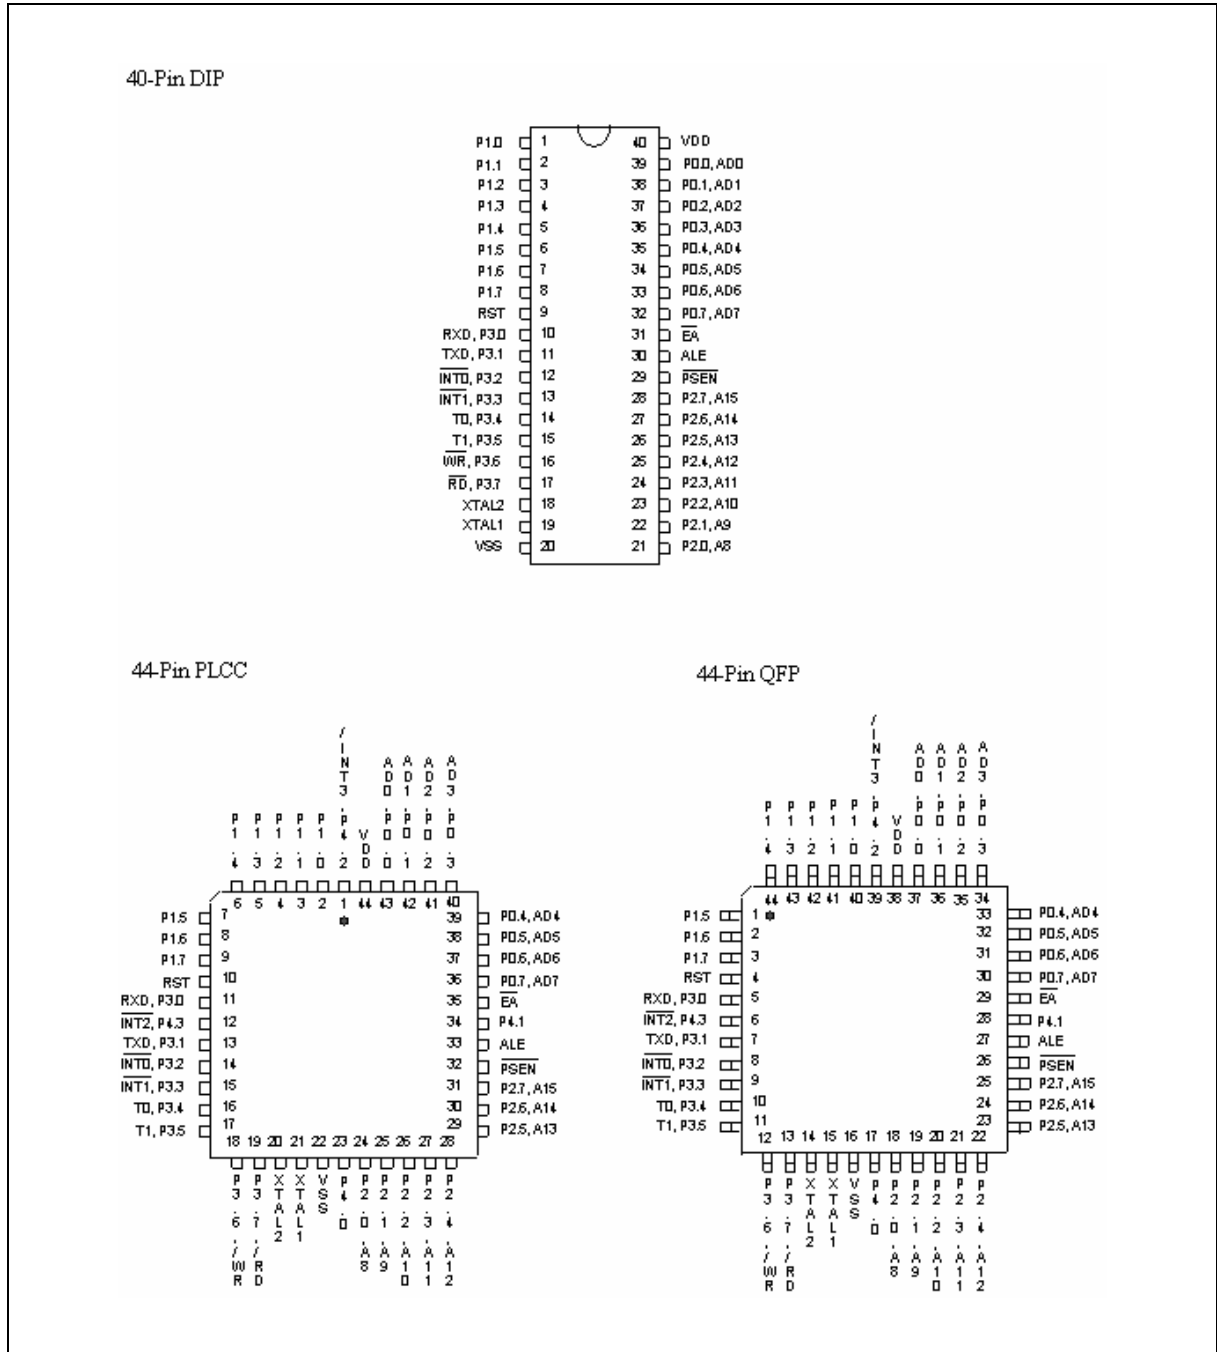 40-Pin DIP
P1.0 1 40 VDD
P1.1 2 39 P0.0, AD0
P1.2 3 38 P0.1, AD1
P1.3 4 37 P0.2, AD2
P1.4 5 36 P0.3, AD3
P1.5 6 35 P0.4, AD4
P1.6 7 34 P0.5, AD5
P1.7 8 33 P0.6, AD6
RST 9 32 P0.7, AD7
RXD, P3.0 10 31 EA
TXD, P3.1 11 30 ALE
INT0, P3.2 12 29 PSEN
INT1, P3.3 13 28 P2.7, A15
T0, P3.4 14 27 P2.6, A14
T1, P3.5 15 26 P2.5, A13
WR, P3.6 16 25 P2.4, A12
RD, P3.7 17 24 P2.3, A11
XTAL2 18 23 P2.2, A10
XTAL1 19 22 P2.1, A9
VSS 20 21 P2.0, A8
44-Pin PLCC
P1.4
P1.3
P1.2
P1.1
P1.0
/INT3, P4.2
VDD
AD0, P0.0
AD1, P0.1
AD2, P0.2
AD3, P0.3
6 5 4 3 2 1 44 43 42 41 40
P1.5 7 39 P0.4, AD4
P1.6 8 38 P0.5, AD5
P1.7 9 37 P0.6, AD6
RST 10 36 P0.7, AD7
RXD, P3.0 11 35 EA
INT2, P4.3 12 34 P4.1
TXD, P3.1 13 33 ALE
INT0, P3.2 14 32 PSEN
INT1, P3.3 15 31 P2.7, A15
T0, P3.4 16 30 P2.6, A14
T1, P3.5 17 29 P2.5, A13
18 19 20 21 22 23 24 25 26 27 28
P3.6, /WR
P3.7, /RD
XTAL2
XTAL1
VSS
P4.0
P2.0, A8
P2.1, A9
P2.2, A10
P2.3, A11
P2.4, A12
44-Pin QFP
P1.4
P1.3
P1.2
P1.1
P1.0
/INT3, P4.2
VDD
AD0, P0.0
AD1, P0.1
AD2, P0.2
AD3, P0.3
44 43 42 41 40 39 38 37 36 35 34
P1.5 1 33 P0.4, AD4
P1.6 2 32 P0.5, AD5
P1.7 3 31 P0.6, AD6
RST 4 30 P0.7, AD7
RXD, P3.0 5 29 EA
INT2, P4.3 6 28 P4.1
TXD, P3.1 7 27 ALE
INT0, P3.2 8 26 PSEN
INT1, P3.3 9 25 P2.7, A15
T0, P3.4 10 24 P2.6, A14
T1, P3.5 11 23 P2.5, A13
12 13 14 15 16 17 18 19 20 21 22
P3.6, /WR
P3.7, /RD
XTAL2
XTAL1
VSS
P4.0
P2.0, A8
P2.1, A9
P2.2, A10
P2.3, A11
P2.4, A12